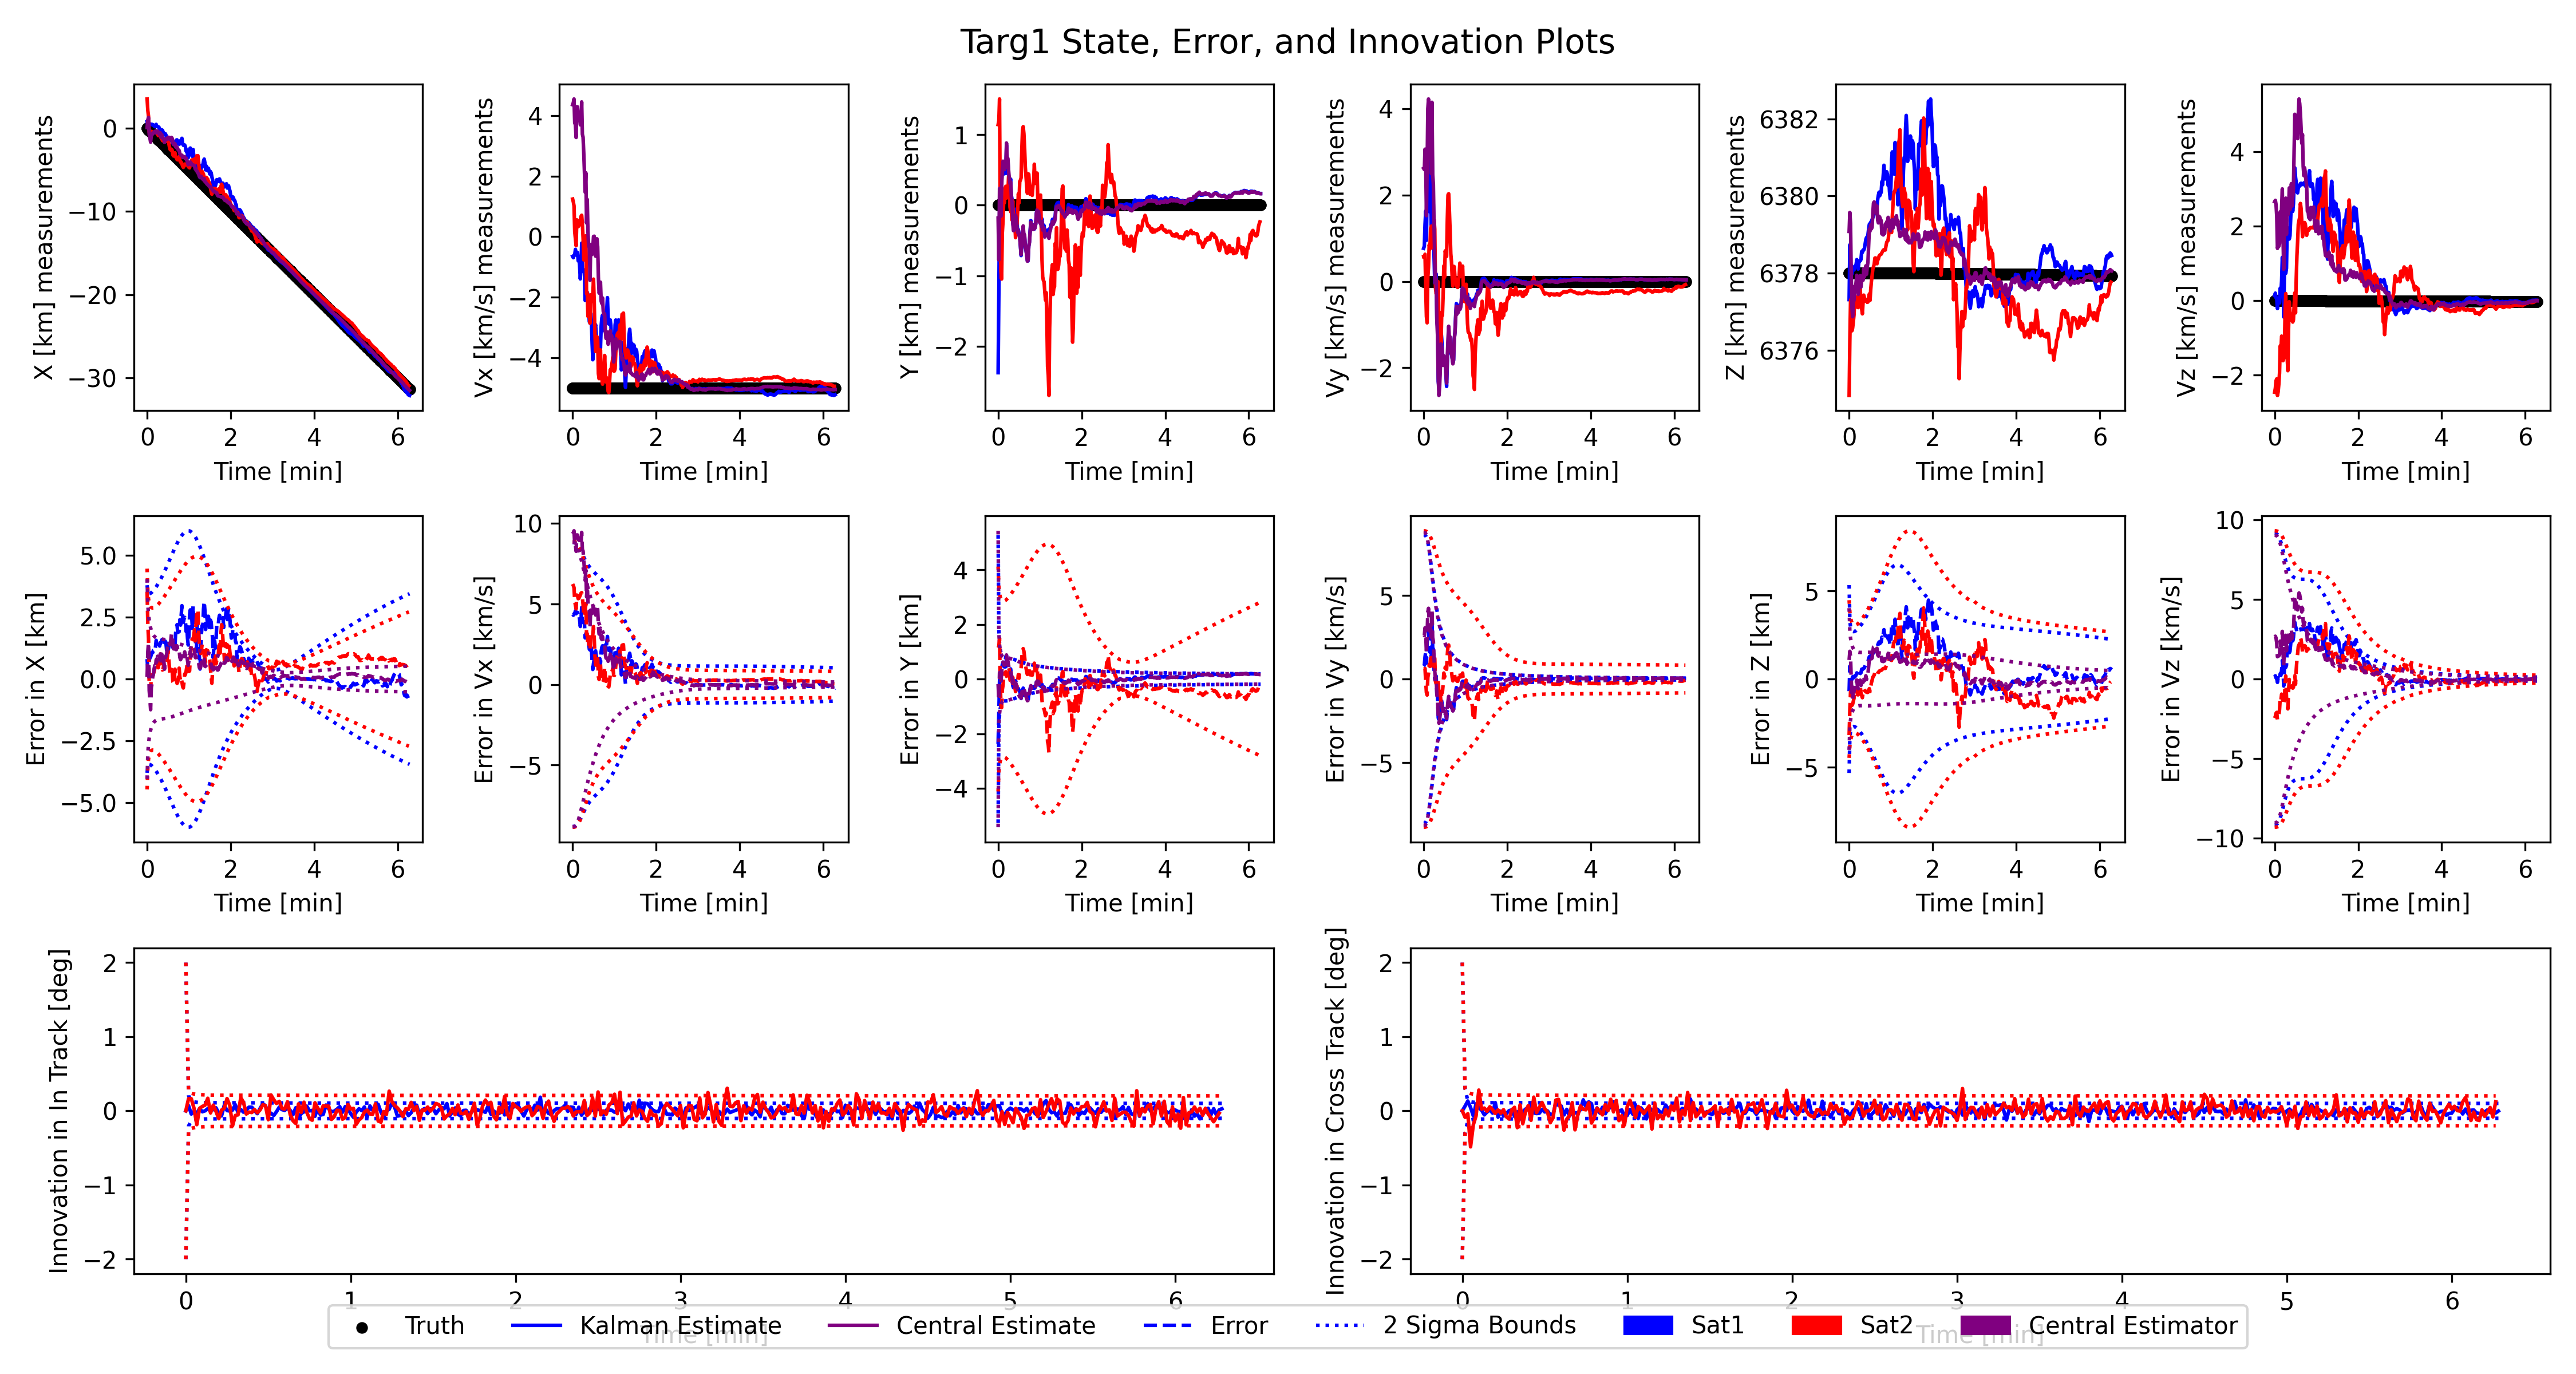 Targ1 State, Error, and Innovation Plots
X [km] measurements
0
−10
−20
−30
0 2 4 6
Time [min]
Vx [km/s] measurements
4
2
0
−2
−4
0 2 4 6
Time [min]
Y [km] measurements
1
0
−1
−2
0 2 4 6
Time [min]
Vy [km/s] measurements
4
2
0
−2
0 2 4 6
Time [min]
Z [km] measurements
6382
6380
6378
6376
0 2 4 6
Time [min]
Vz [km/s] measurements
4
2
0
−2
0 2 4 6
Time [min]
Error in X [km]
5.0
2.5
0.0
−2.5
−5.0
0 2 4 6
Time [min]
Error in Vx [km/s]
10
5
0
−5
0 2 4 6
Time [min]
Error in Y [km]
4
2
0
−2
−4
0 2 4 6
Time [min]
Error in Vy [km/s]
5
0
−5
0 2 4 6
Time [min]
Error in Z [km]
5
0
−5
0 2 4 6
Time [min]
Error in Vz [km/s]
10
5
0
−5
−10
0 2 4 6
Time [min]
Innovation in In Track [deg]
2
1
0
−1
−2
0 1 2 3 4 5 6
Time [min]
Innovation in Cross Track [deg]
2
1
0
−1
−2
0 1 2 3 4 5 6
Time [min]
Truth Kalman Estimate Central Estimate Error 2 Sigma Bounds Sat1 Sat2 Central Estimator